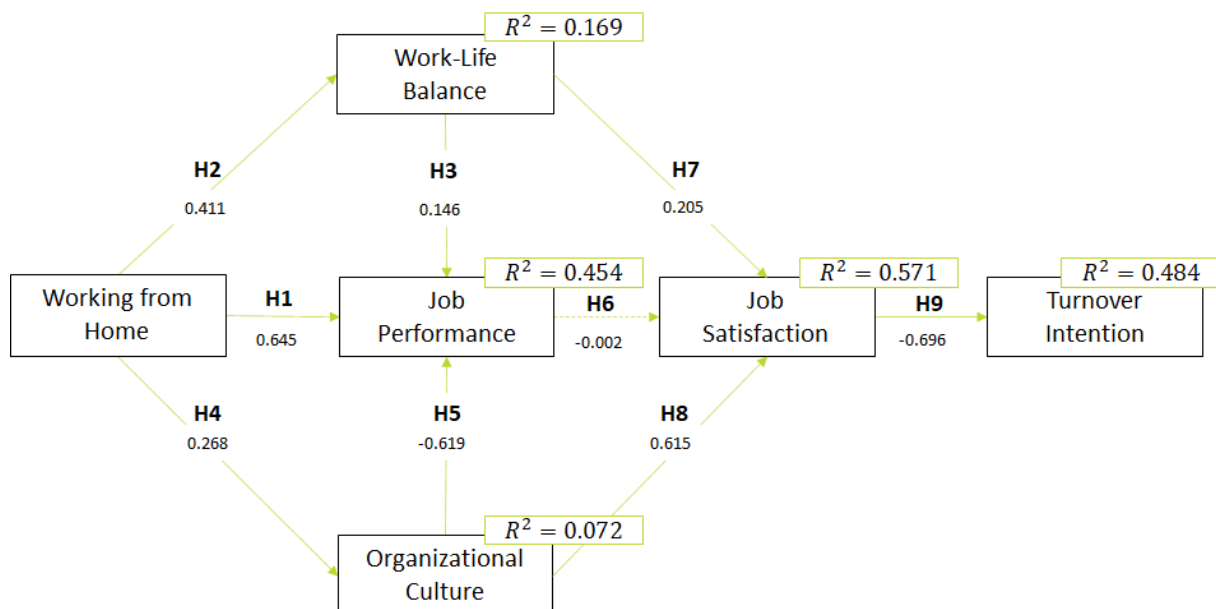 R² = 0.169
Work-Life
Balance
H2
H3
H7
0.411
0.146
0.205
R² = 0.454
R² = 0.571
R² = 0.484
Working from
Home
H1
0.645
Job
Performance
H6
-0.002
Job
Satisfaction
H9
-0.696
Turnover
Intention
H4
H5
H8
0.268
-0.619
0.615
R² = 0.072
Organizational
Culture